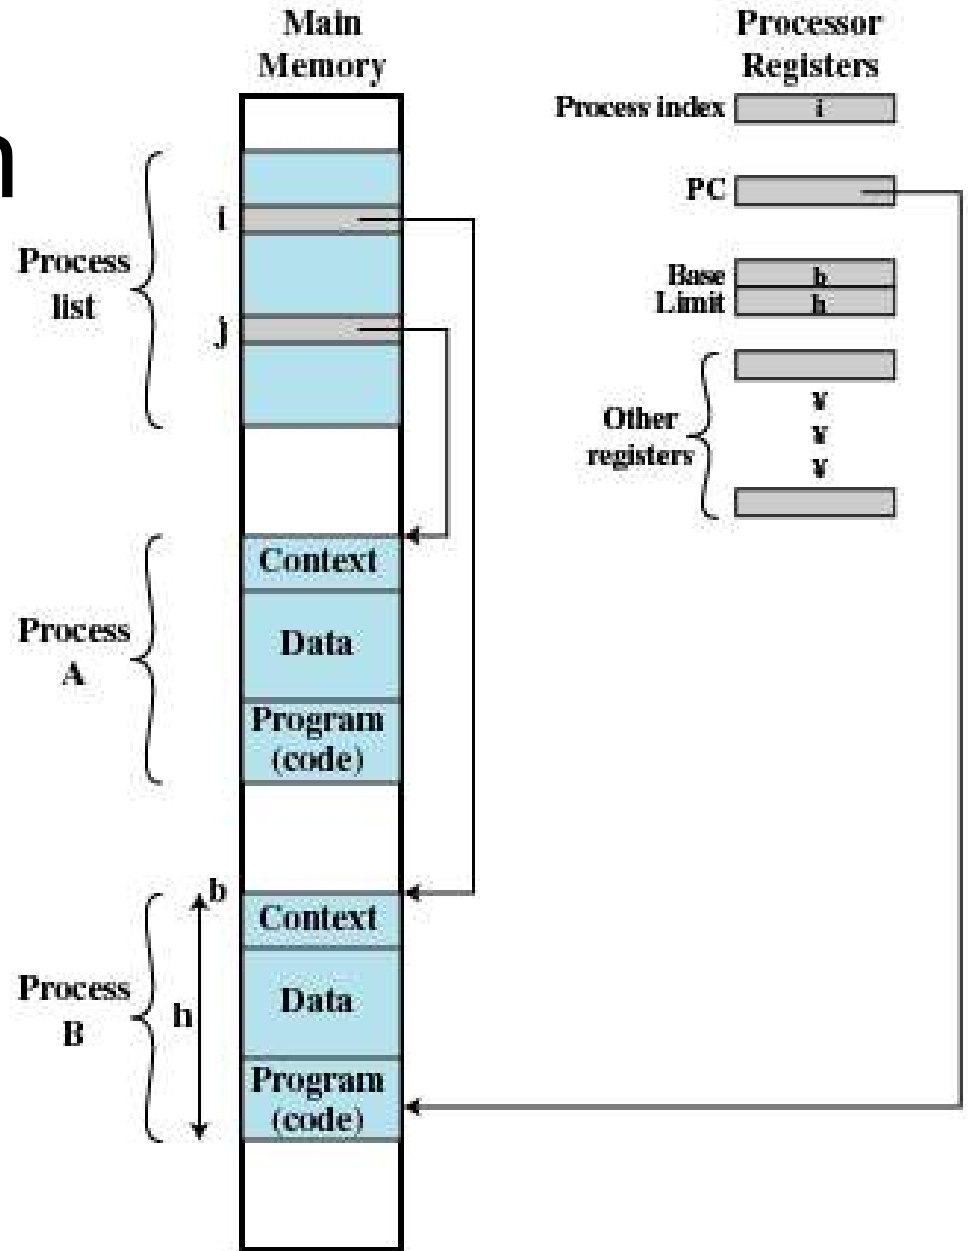 n
Main
Memory
i
Process
list
j
Context
Process
A
Data
Program
(code)
b
Context
Process
B
h
Data
Program
(code)
Processor
Registers
Process index
i
PC
Base
b
Limit
h
Other
registers
¥
¥
¥